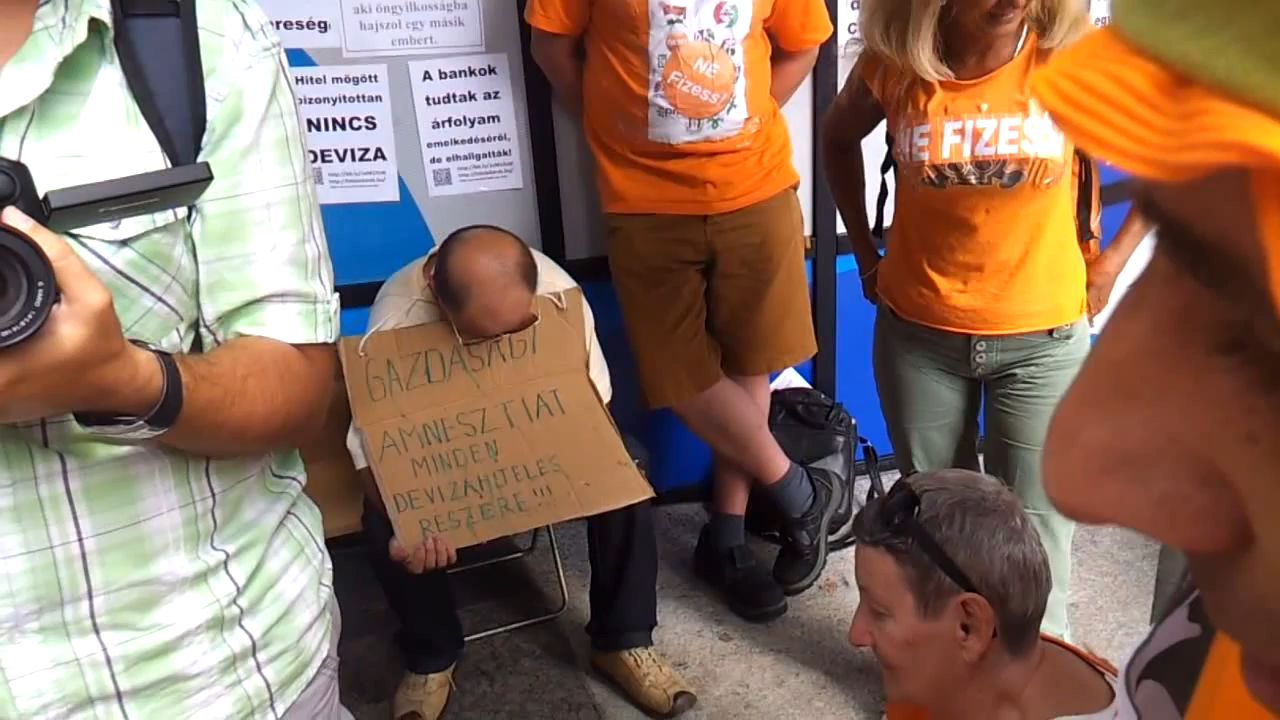 ereség,
aki öngyilkosságba
hajszol egy másik
embert.
Hitel mögött
bizonyítottan
NINCS
DEVIZA
A bankok
tudtak az
árfolyam
emelkedéséről,
de elhallgatták!
NE
Fizess!
NE FIZESS
GAZDASÁGI
AMNESZTIÁT
MINDEN
DEVIZAHITELES
RÉSZÉRE!!!